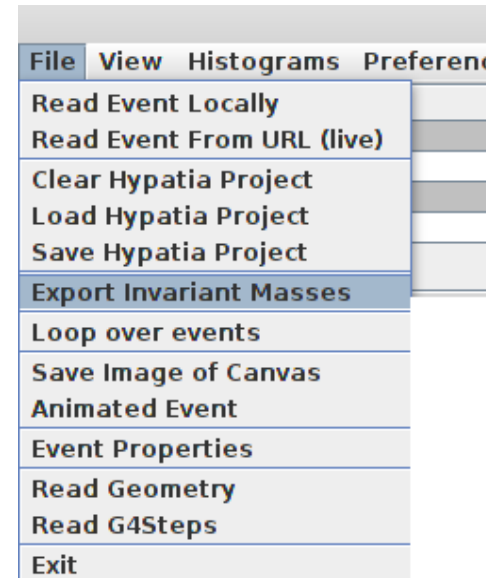 File View Histograms Preferenc
Read Event Locally
Read Event From URL (live)
Clear Hypatia Project
Load Hypatia Project
Save Hypatia Project
Export Invariant Masses
Loop over events
Save Image of Canvas
Animated Event
Event Properties
Read Geometry
Read G4Steps
Exit